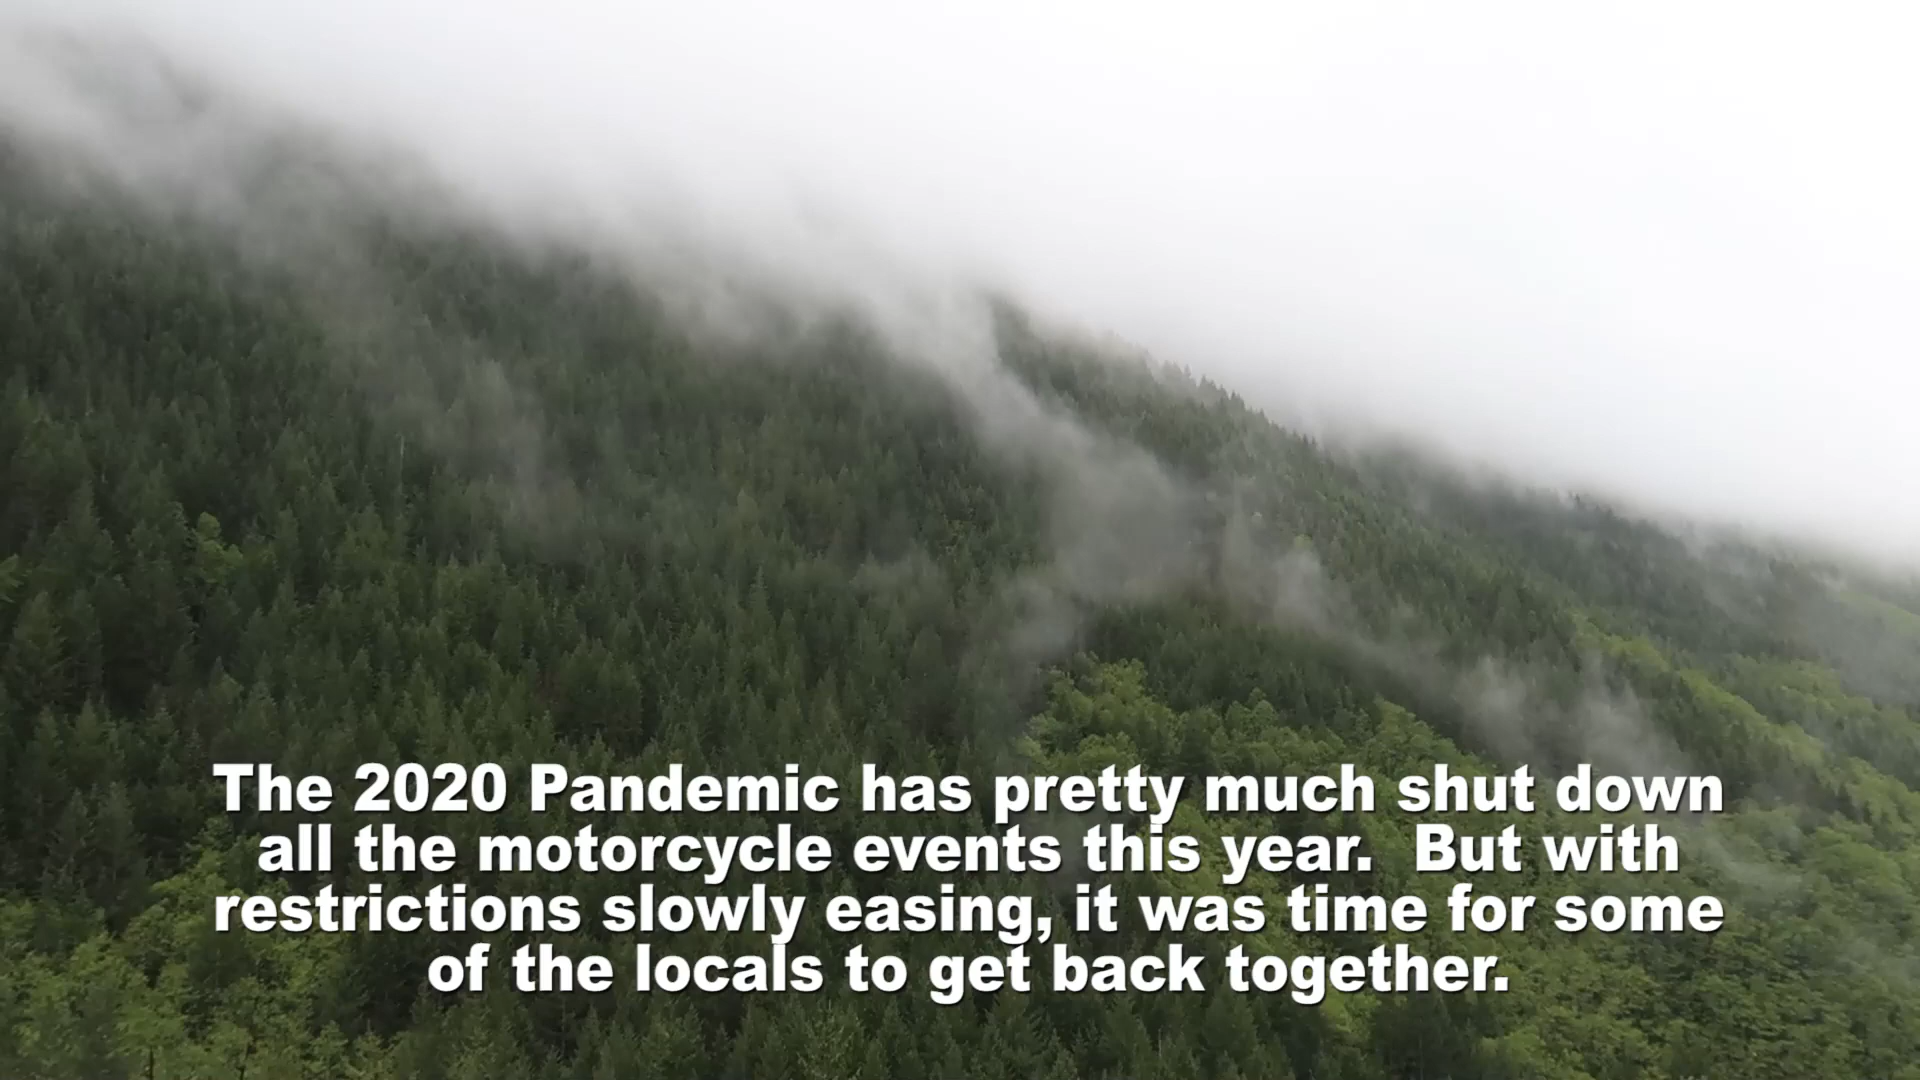 The 2020 Pandemic has pretty much shut down
all the motorcycle events this year.  But with
restrictions slowly easing, it was time for some
of the locals to get back together.